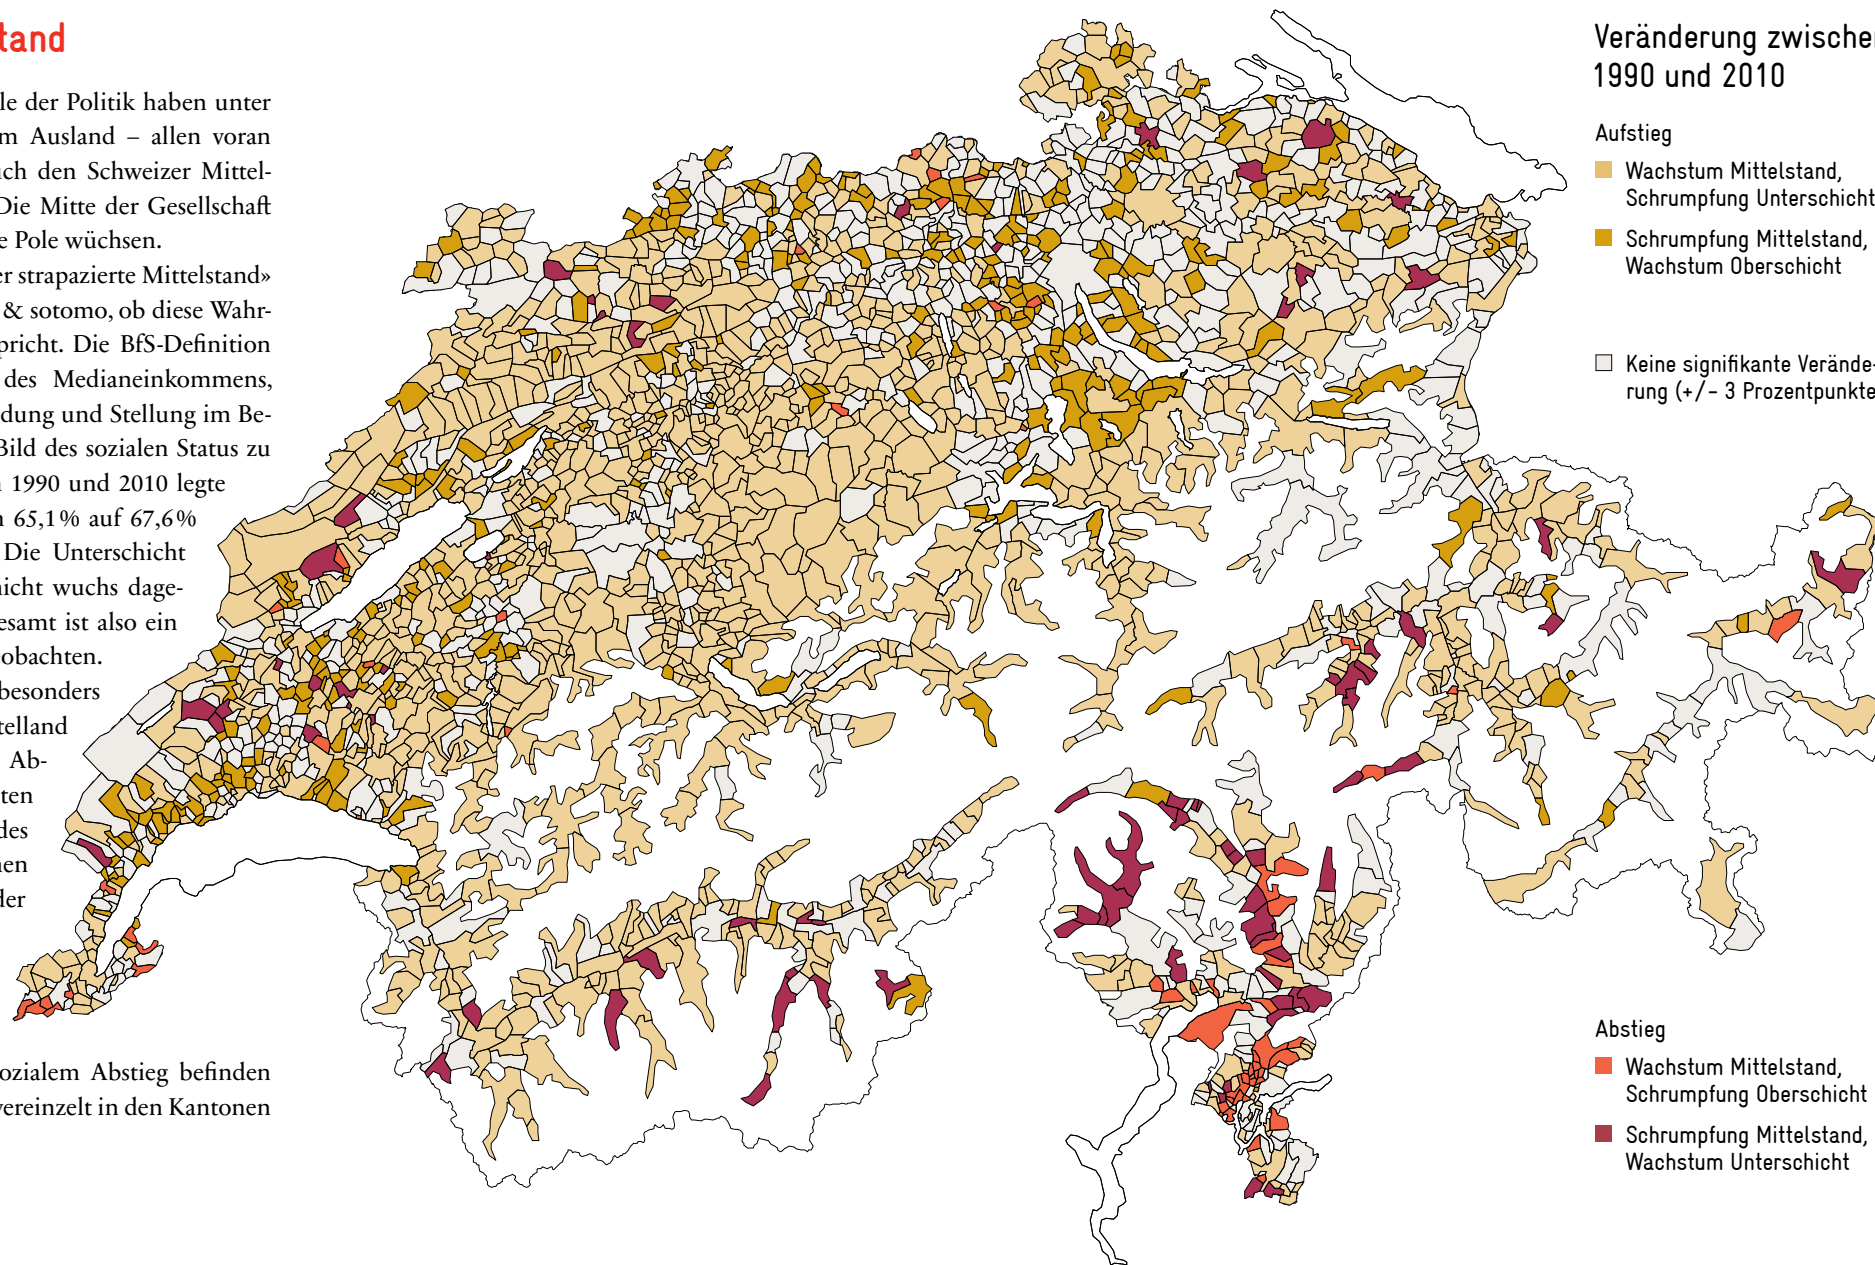 tand
le der Politik haben unter
m Ausland – allen voran
uch den Schweizer Mittel-
Die Mitte der Gesellschaft
e Pole wüchsen.
er strapazierte Mittelstand»
& sotomo, ob diese Wahr-
pricht. Die BfS-Definition
des Medianeinkommens,
dung und Stellung im Be-
Bild des sozialen Status zu
n 1990 und 2010 legte
n 65,1% auf 67,6%
Die Unterschicht
hicht wuchs dage-
esamt ist also ein
eobachten.
besonders
telland
Ab-
ten
des
nen
der
ozialem Abstieg befinden
vereinzelt in den Kantonen
Veränderung zwischen
1990 und 2010
Aufstieg
Wachstum Mittelstand,
Schrumpfung Unterschicht
Schrumpfung Mittelstand,
Wachstum Oberschicht
Keine signifikante Verände-
rung (+/- 3 Prozentpunkte
Abstieg
Wachstum Mittelstand,
Schrumpfung Oberschicht
Schrumpfung Mittelstand,
Wachstum Unterschicht